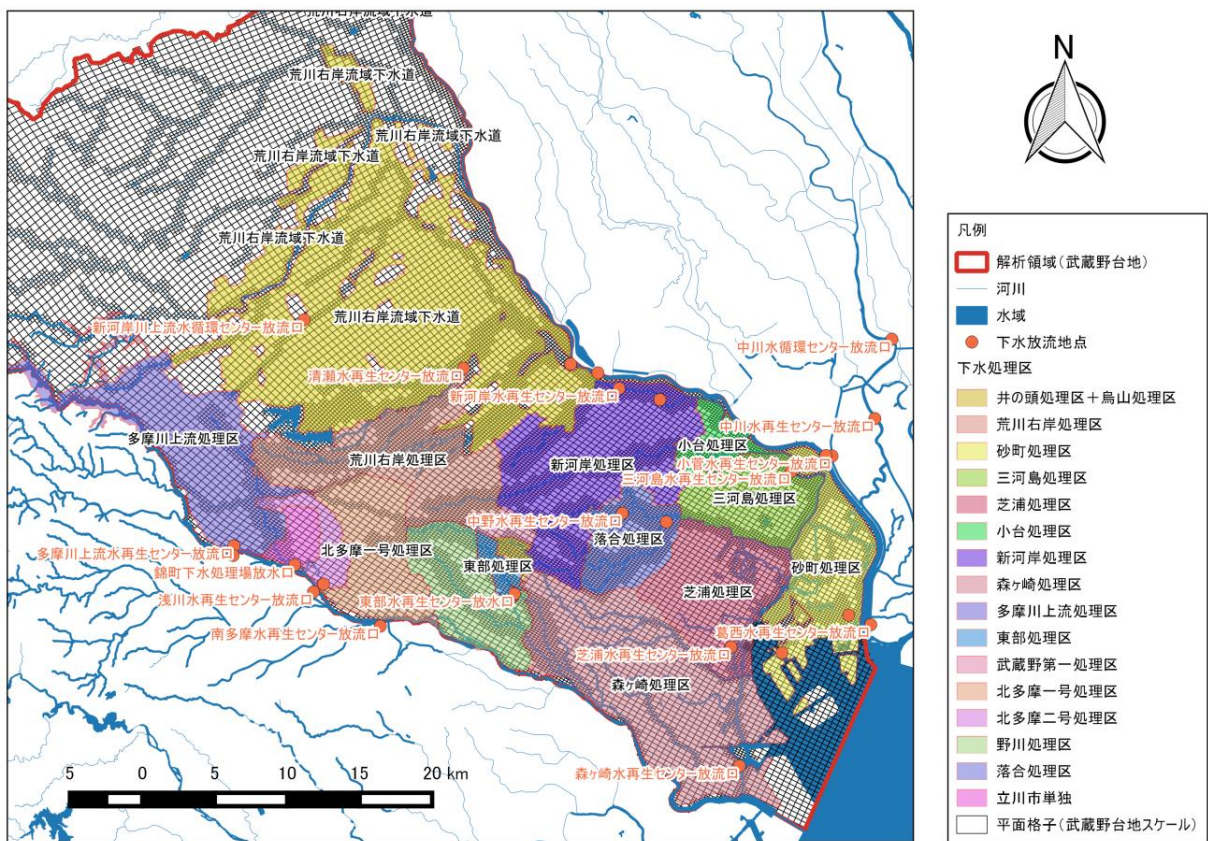 荒川右岸流域下水道
荒川右岸流域下水道
荒川右岸流域下水道
荒川右岸流域下水道
荒川右岸流域下水道
新河岸川上流水循環センター放流口
荒川右岸流域下水道
清瀬水再生センター放流口
新河岸水再生センター放流口
中川水循環センター放流口
中川水再生センター放流口
多摩川上流処理区
荒川右岸処理区
新河岸処理区
小台処理区
小菅水再生センター放流口
三河島水再生センター放流口
三河島処理区
中野水再生センター放流口
落合処理区
多摩川上流水再生センター放流口
北多摩一号処理区
東部処理区
砂町処理区
錦町下水処理場放水口
芝浦処理区
浅川水再生センター放流口
東部水再生センター放水口
南多摩水再生センター放流口
葛西水再生センター放流口
芝浦水再生センター放流口
森ヶ崎処理区
森ヶ崎水再生センター放流口
5 0 5 10 15 20 km
N
凡例
解析領域(武蔵野台地)
河川
水域
下水放流地点
下水処理区
井の頭処理区＋烏山処理区
荒川右岸処理区
砂町処理区
三河島処理区
芝浦処理区
小台処理区
新河岸処理区
森ヶ崎処理区
多摩川上流処理区
東部処理区
武蔵野第一処理区
北多摩一号処理区
北多摩二号処理区
野川処理区
落合処理区
立川市単独
平面格子(武蔵野台地スケール)